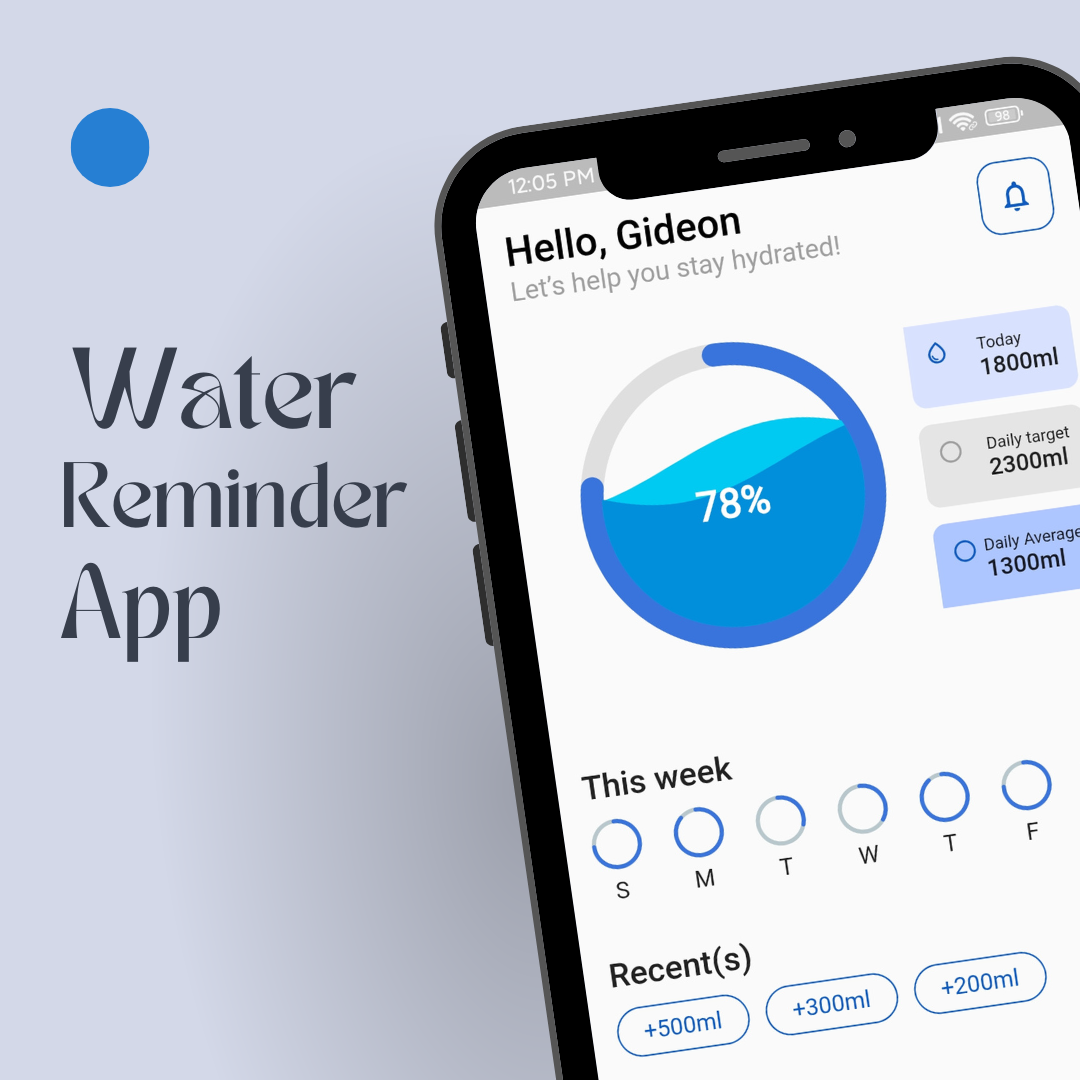 Water
Reminder
App
12:05 PM
98
Hello, Gideon
Let's help you stay hydrated!
78%
Today
1800ml
Daily target
2300ml
Daily Average
1300ml
This week
S M T W T F
Recent(s)
+500ml +300ml +200ml